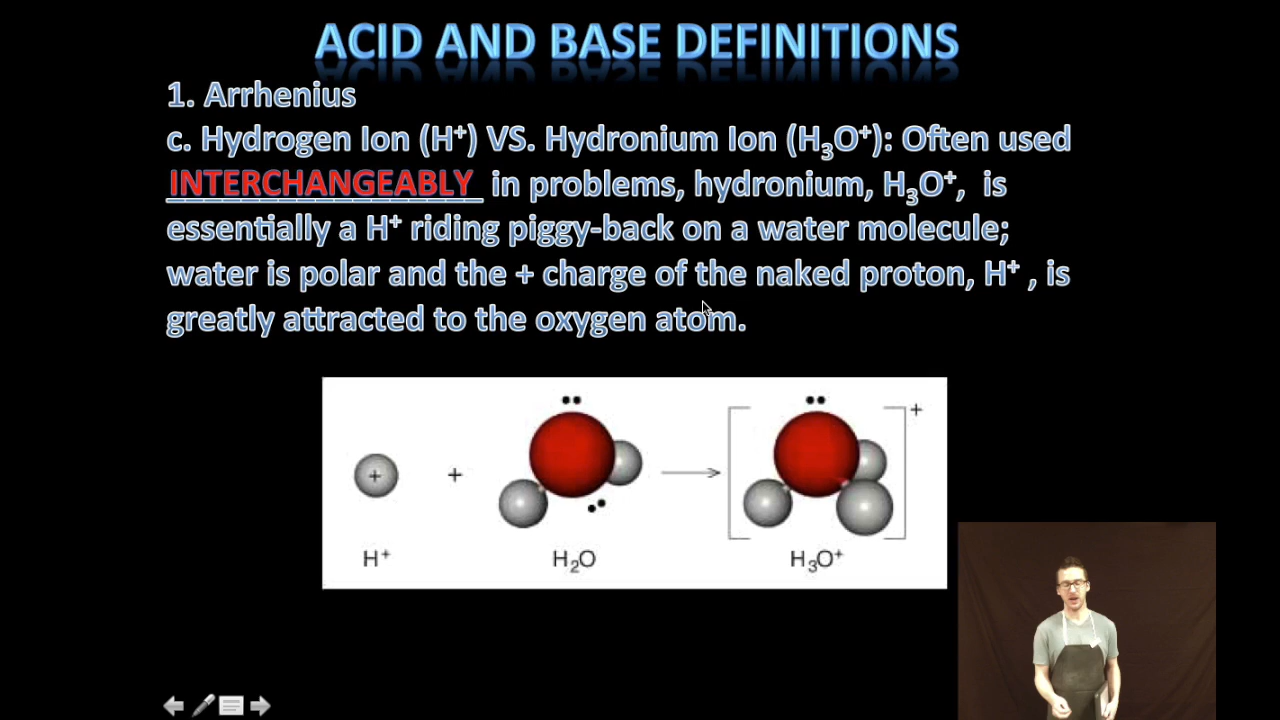 ACID AND BASE DEFINITIONS
1. Arrhenius
c. Hydrogen Ion (H⁺) VS. Hydronium Ion (H₃O⁺): Often used
INTERCHANGEABLY in problems, hydronium, H₃O⁺, is
essentially a H⁺ riding piggy-back on a water molecule;
water is polar and the + charge of the naked proton, H⁺ , is
greatly attracted to the oxygen atom.
+ + → +
H⁺ H₂O H₃O⁺